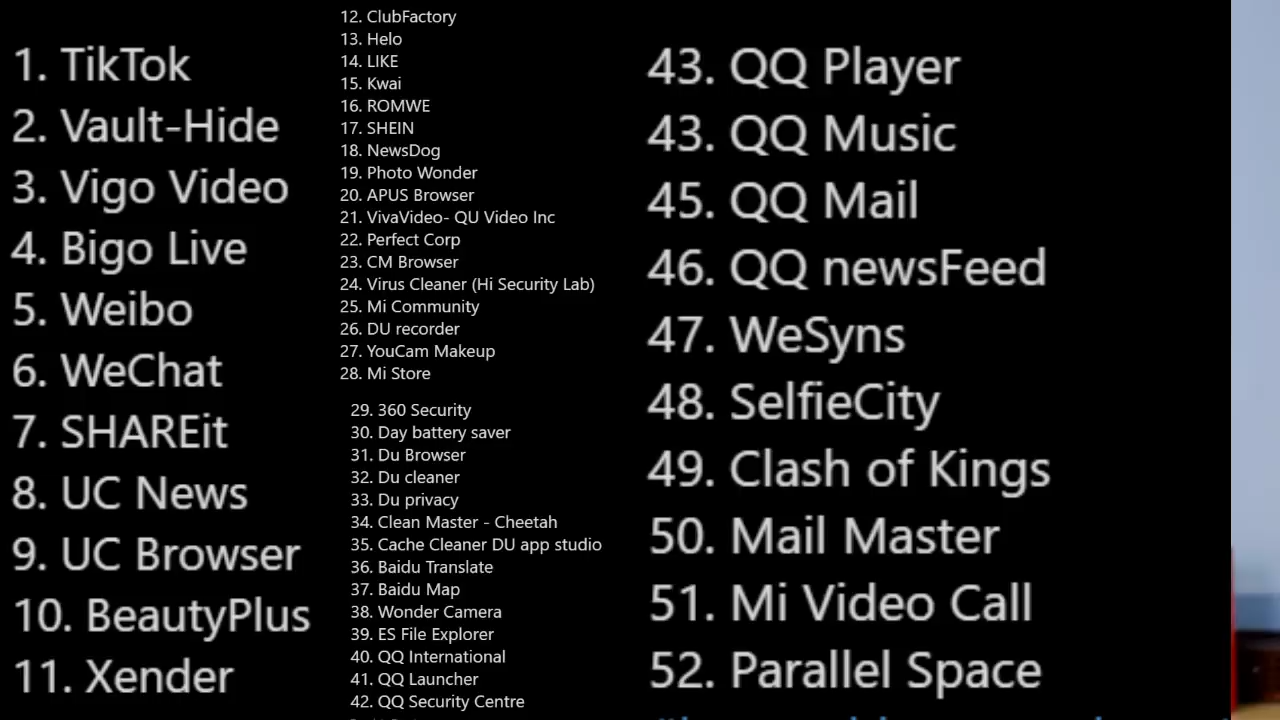 1. TikTok
2. Vault-Hide
3. Vigo Video
4. Bigo Live
5. Weibo
6. WeChat
7. SHAREit
8. UC News
9. UC Browser
10. BeautyPlus
11. Xender
12. ClubFactory
13. Helo
14. LIKE
15. Kwai
16. ROMWE
17. SHEIN
18. NewsDog
19. Photo Wonder
20. APUS Browser
21. VivaVideo- QU Video Inc
22. Perfect Corp
23. CM Browser
24. Virus Cleaner (Hi Security Lab)
25. Mi Community
26. DU recorder
27. YouCam Makeup
28. Mi Store
29. 360 Security
30. Day battery saver
31. Du Browser
32. Du cleaner
33. Du privacy
34. Clean Master - Cheetah
35. Cache Cleaner DU app studio
36. Baidu Translate
37. Baidu Map
38. Wonder Camera
39. ES File Explorer
40. QQ International
41. QQ Launcher
42. QQ Security Centre
43. QQ Player
43. QQ Music
45. QQ Mail
46. QQ newsFeed
47. WeSyns
48. SelfieCity
49. Clash of Kings
50. Mail Master
51. Mi Video Call
52. Parallel Space